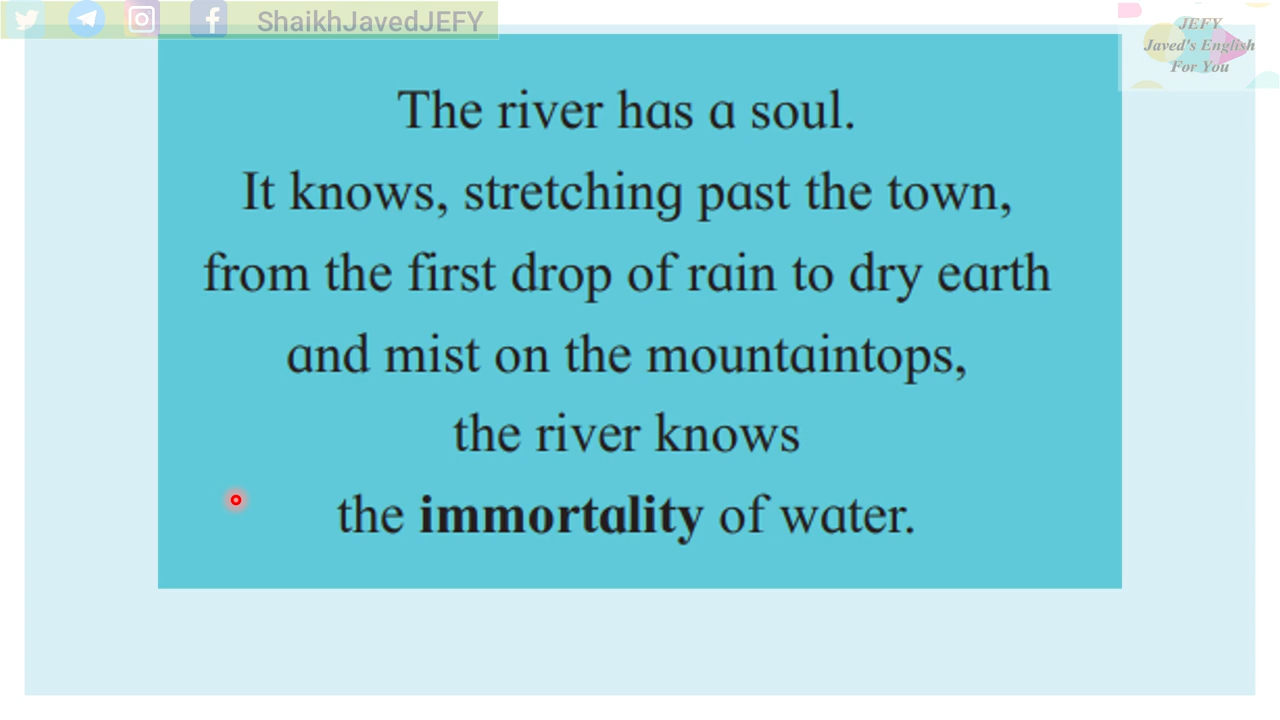 ShaikhJavedJEFY
JEFY
Javed's English
For You
The river has a soul.
It knows, stretching past the town,
from the first drop of rain to dry earth
and mist on the mountaintops,
the river knows
the immortality of water.